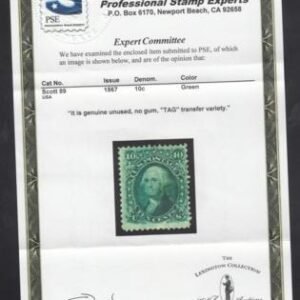 Professional Stamp Experts
PSE
P.O. Box 6170, Newport Beach, CA 92658
Expert Committee
We have examined the enclosed item submitted to PSE, of which
an image is shown below, and are of the opinion that:
Cat No. Issue Denom. Color
Scott 89 1867 10c Green
USA
"it is genuine unused, no gum, "TAG" transfer variety."
THE
LEXINGTON COLLECTION